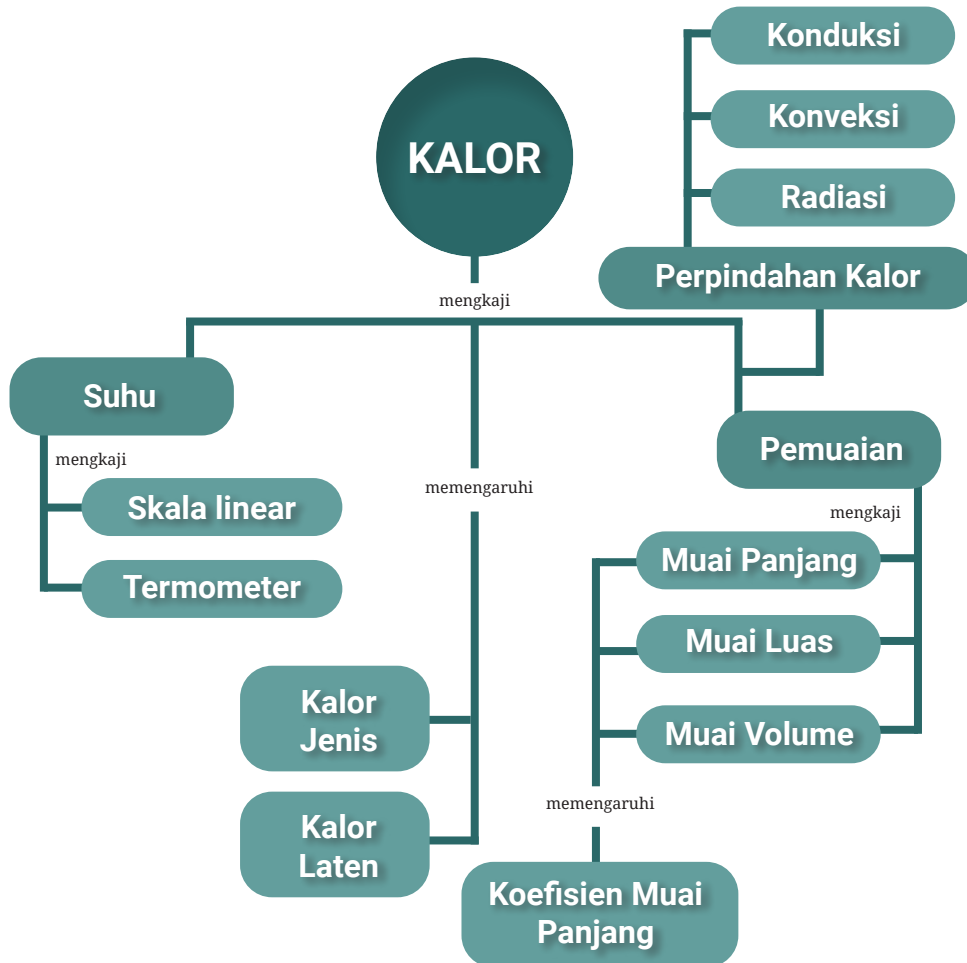 KALOR
mengkaji
Konduksi
Konveksi
Radiasi
Perpindahan Kalor
Suhu
mengkaji
Skala linear
Termometer
memengaruhi
Kalor
Jenis
Kalor
Laten
Pemuaian
mengkaji
Muai Panjang
Muai Luas
Muai Volume
memengaruhi
Koefisien Muai
Panjang